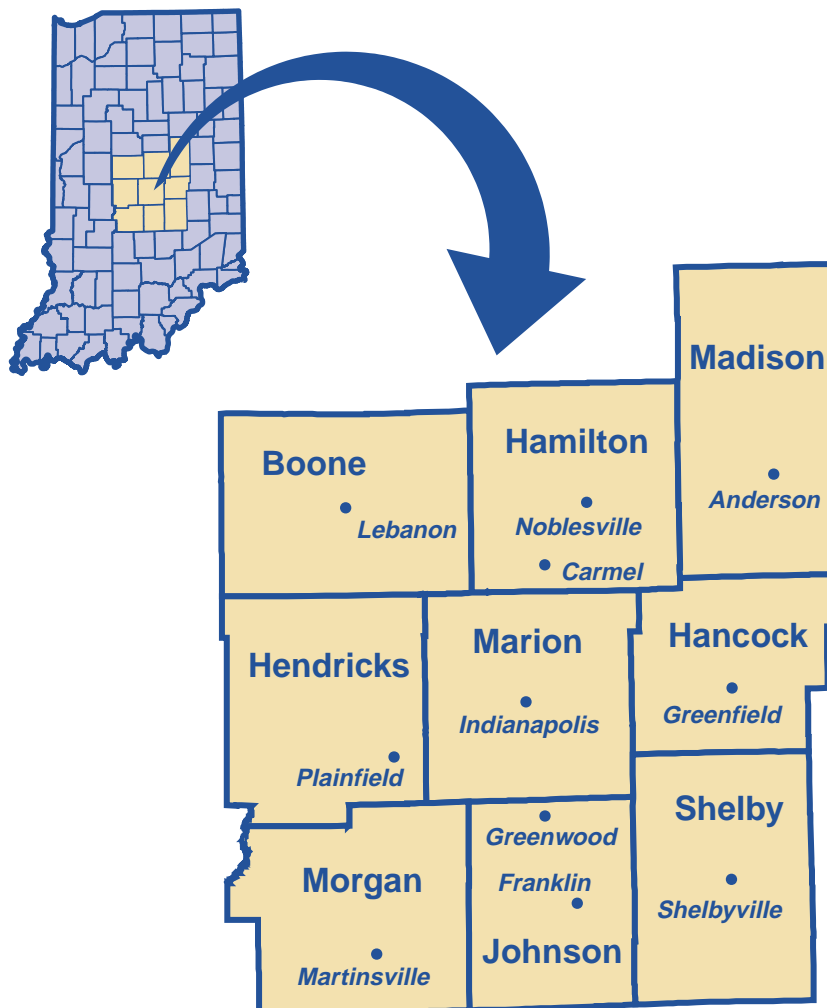 Madison
Anderson
Boone
Lebanon
Hamilton
Noblesville
Carmel
Hendricks
Plainfield
Marion
Indianapolis
Hancock
Greenfield
Morgan
Martinsville
Greenwood
Franklin
Johnson
Shelby
Shelbyville